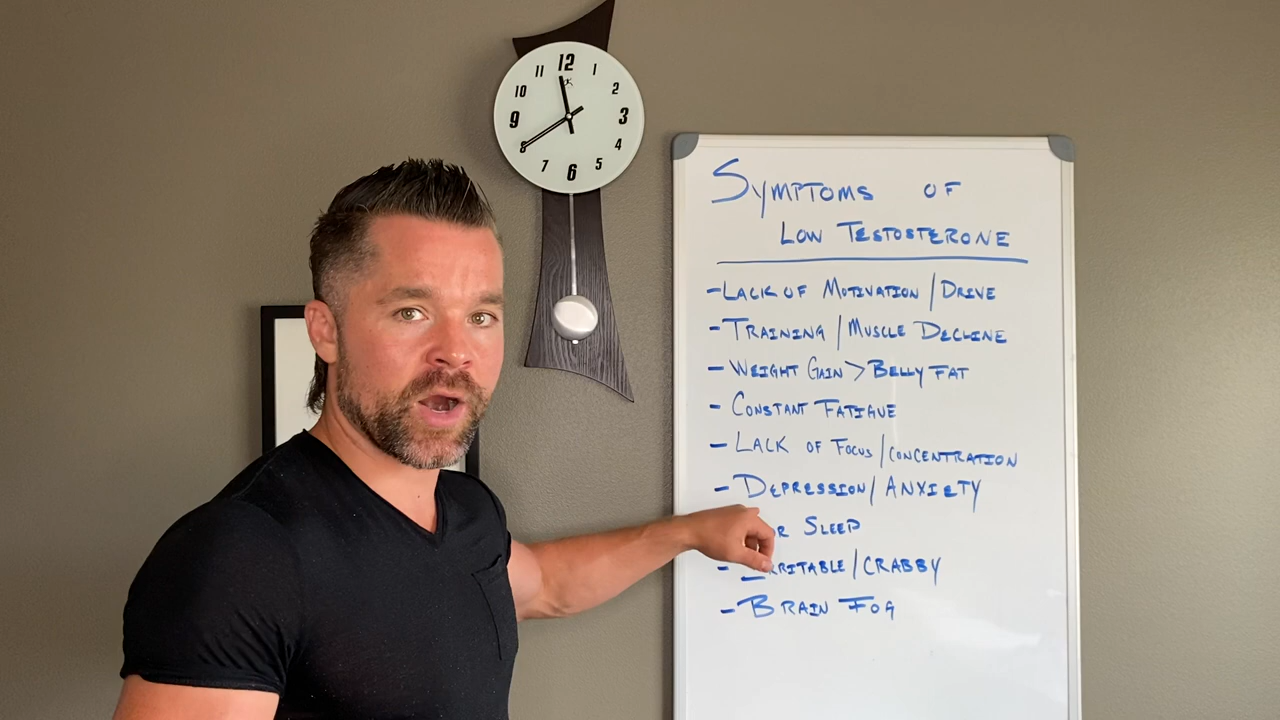 12
11 1
10 2
9 3
8 4
7 5
6
SYMPTOMS OF
LOW TESTOSTERONE
-LACK OF MOTIVATION/DRIVE
-TRAINING/MUSCLE DECLINE
-WEIGHT GAIN>BELLY FAT
-CONSTANT FATIGUE
-LACK OF FOCUS/CONCENTRATION
-DEPRESSION/ANXIETY
SLEEP
-IRRITABLE/CRABBY
-BRAIN FOG